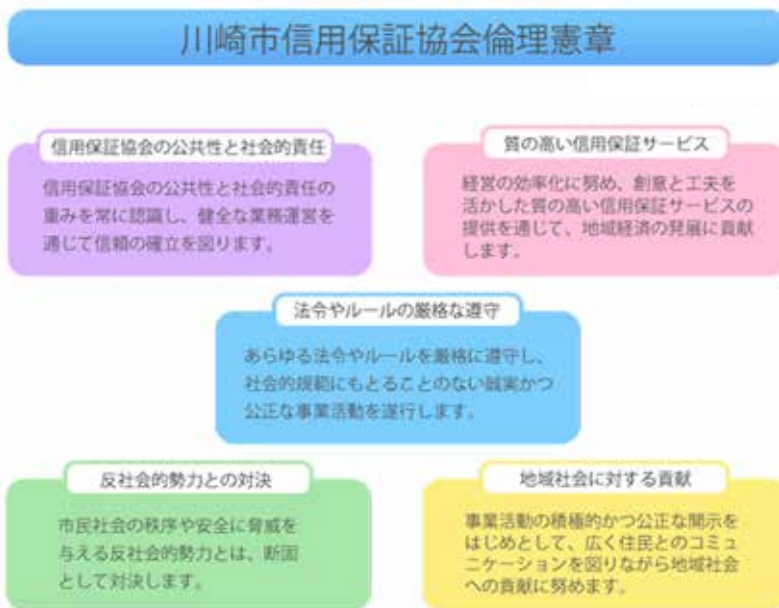 川崎市信用保証協会倫理憲章
信用保証協会の公共性と社会的責任
信用保証協会の公共性と社会的責任の
重みを常に認識し、健全な業務運営を
通じて信頼の確立を図ります。
質の高い信用保証サービス
経営の効率化に努め、創意と工夫を
活かした質の高い信用保証サービスの
提供を通じて、地域経済の発展に貢献
します。
法令やルールの厳格な遵守
あらゆる法令やルールを厳格に遵守し、
社会的規範にもとることのない誠実かつ
公正な事業活動を遂行します。
反社会的勢力との対決
市民社会の秩序や安全に脅威を
与える反社会的勢力とは、断固
として対決します。
地域社会に対する貢献
事業活動の積極的かつ公正な開示を
はじめとして、広く住民とのコミュ
ニケーションを図りながら地域社会
への貢献に努めます。